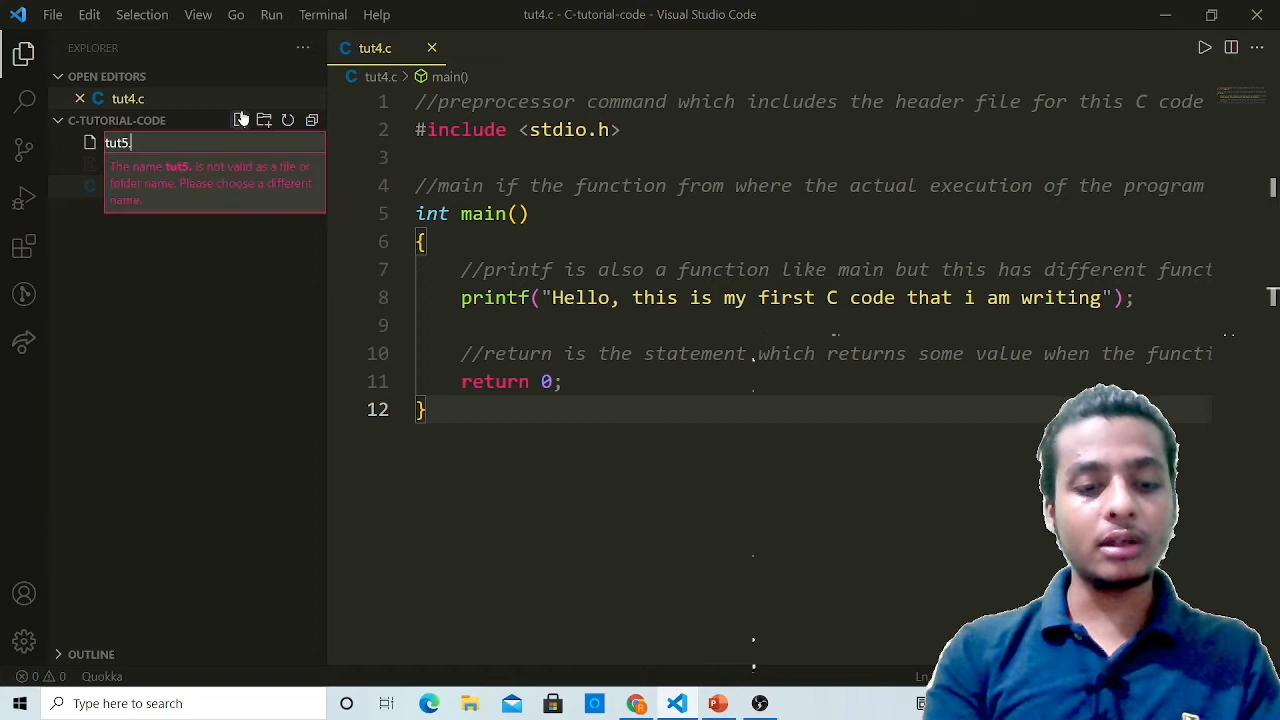 File Edit Selection View Go Run Terminal Help
tut4.c - C-tutorial-code - Visual Studio Code
EXPLORER
OPEN EDITORS
tut4.c
C-TUTORIAL-CODE
tut5.
The name tut5. is not valid as a file or
folder name. Please choose a different
name.
OUTLINE
tut4.c
tut4.c > main()
1 //preprocessor command which includes the header file for this C code
2 #include <stdio.h>
3
4 //main if the function from where the actual execution of the program
5 int main()
6 {
7 //printf is also a function like main but this has different functi
8 printf("Hello, this is my first C code that i am writing");
9
10 //return is the statement which returns some value when the functi
11 return 0;
12 }
0 0 Quokka
Type here to search